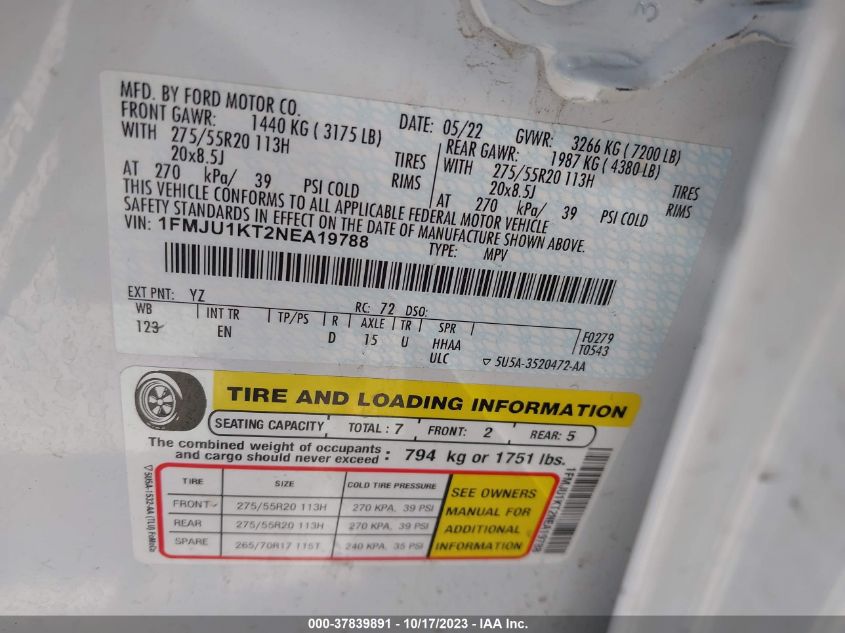 MFD. BY FORD MOTOR CO.
DATE: 05/22 GVWR: 3266 KG (7200 LB)
FRONT GAWR: 1440 KG (3175 LB) REAR GAWR: 1987 KG (4380 LB)
WITH 275/55R20 113H TIRES WITH 275/55R20 113H TIRES
20x8.5J RIMS 20x8.5J RIMS
AT 270 kPa/ 39 PSI COLD AT 270 kPa/ 39 PSI COLD
THIS VEHICLE CONFORMS TO ALL APPLICABLE FEDERAL MOTOR VEHICLE
SAFETY STANDARDS IN EFFECT ON THE DATE OF MANUFACTURE SHOWN ABOVE.
VIN: 1FMJU1KT2NEA19788 TYPE: MPV
EXT PNT: YZ RC: 72 DSO:
WB INT TR TP/PS R AXLE TR SPR
123 EN D 15 U HHAA
ULC
F0279
T0543
▽ 5U5A-3520472-AA
TIRE AND LOADING INFORMATION
SEATING CAPACITY TOTAL : 7 FRONT: 2 REAR: 5
The combined weight of occupants
and cargo should never exceed : 794 kg or 1751 lbs.
TIRE SIZE COLD TIRE PRESSURE
FRONT 275/55R20 113H 270 KPA, 39 PSI
REAR 275/55R20 113H 270 KPA, 39 PSI
SPARE 265/70R17 115T 240 KPA, 35 PSI
SEE OWNERS
MANUAL FOR
ADDITIONAL
INFORMATION
▽ 5U5A-1532-AA (TLU) FoMoCo
1FMJU1KT2NEA19788
000-37839891 - 10/17/2023 - IAA Inc.